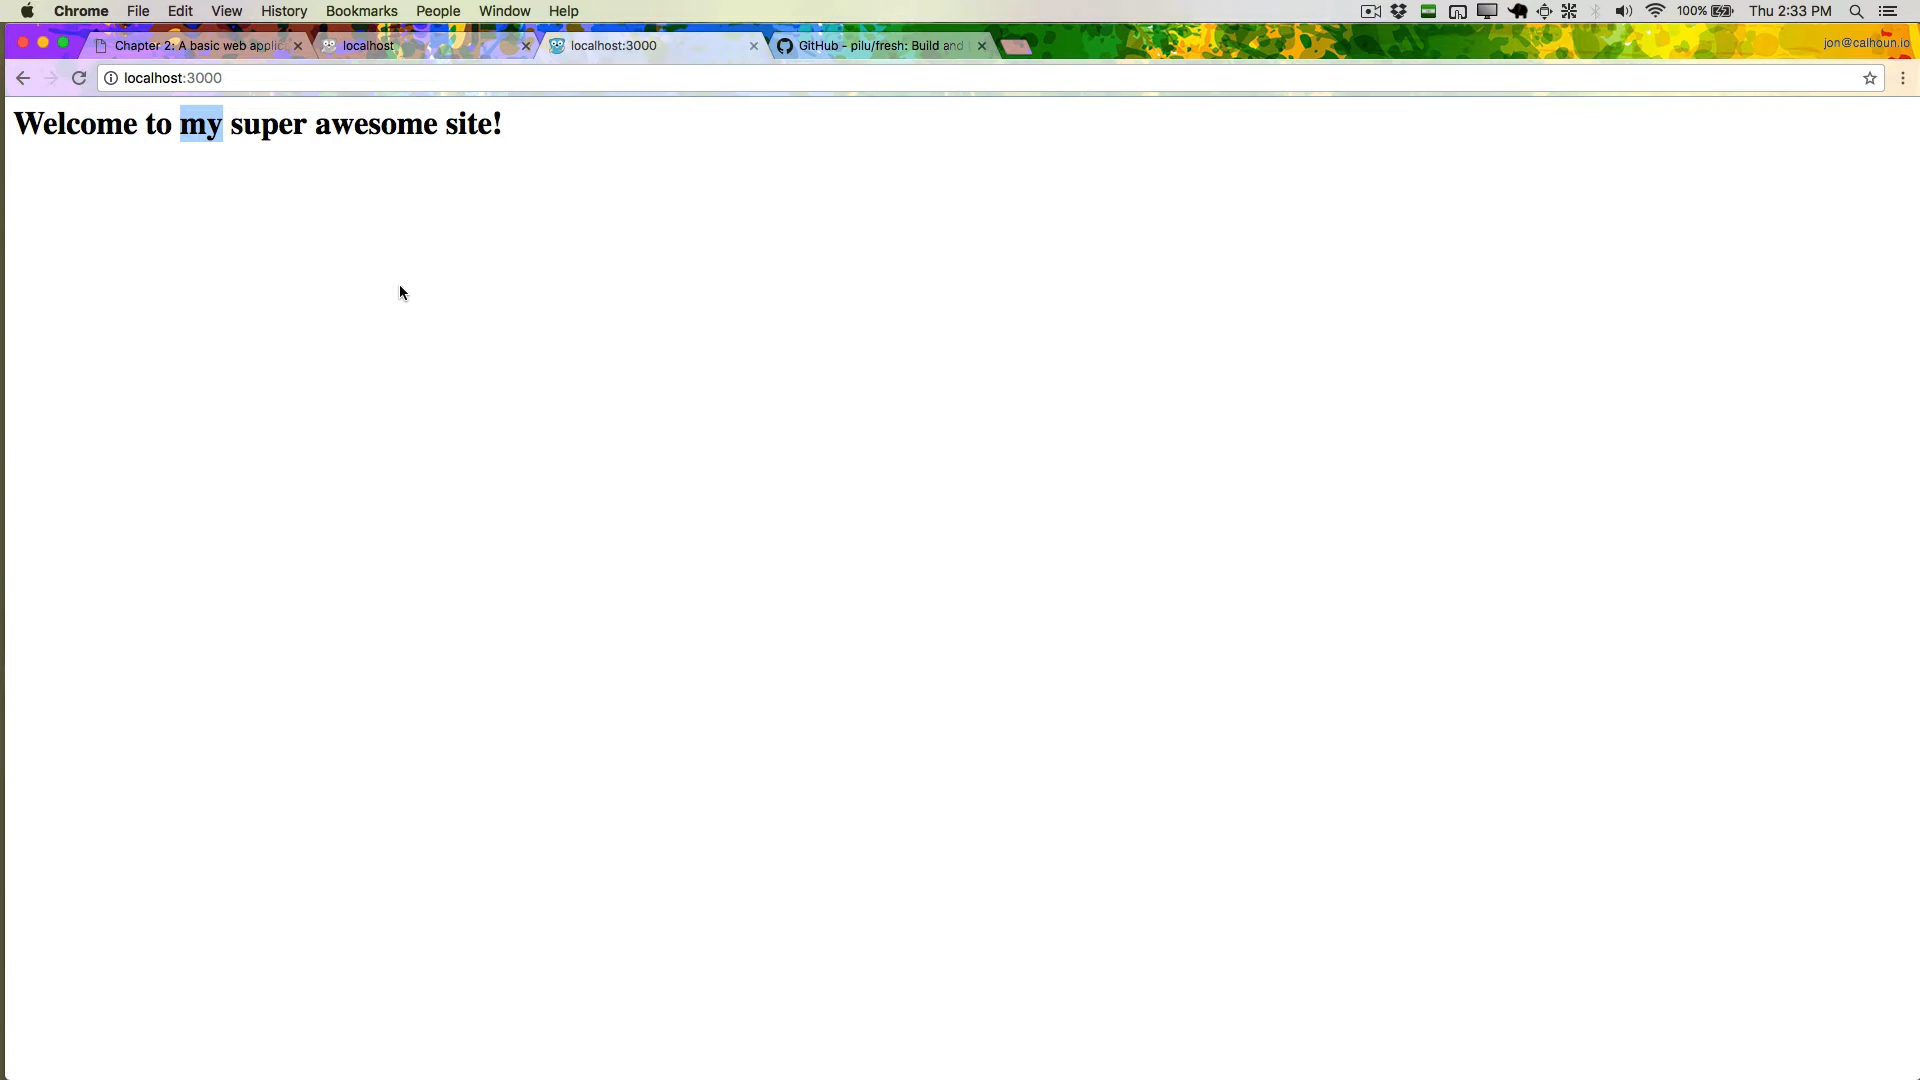 Chrome File Edit View History Bookmarks People Window Help 100% Thu 2:33 PM
Chapter 2: A basic web applic localhost localhost:3000 GitHub - pilu/fresh: Build and jon@calhoun.io
localhost:3000
Welcome to my super awesome site!